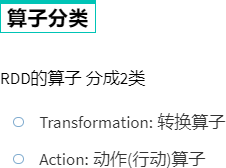 算子分类
RDD的算子 分成2类
Transformation: 转换算子
Action: 动作(行动)算子